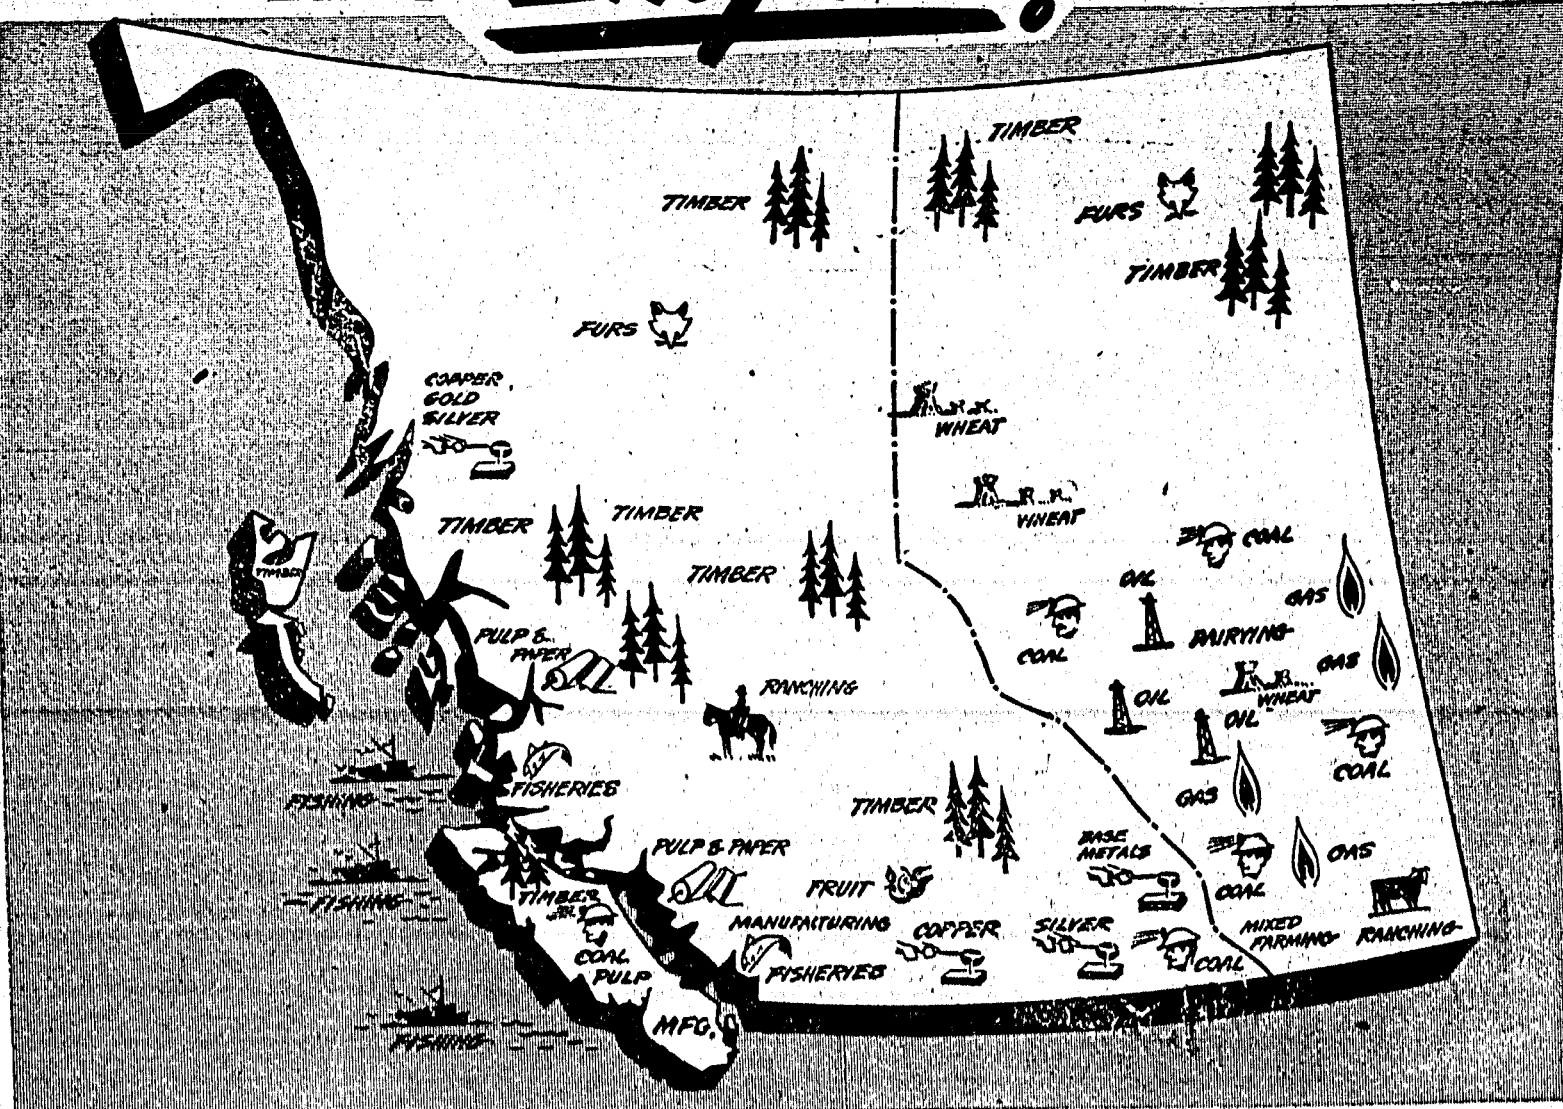 TIMBER
TIMBER
FURS
TIMBER
FURS
COPPER
GOLD
SILVER
WHEAT
WHEAT
TIMBER
TIMBER
TIMBER
TIMBER
COAL
OIL
GAS
COAL
DAIRYING
PULP &
PAPER
GAS
WHEAT
RANCHING
OIL
OIL
COAL
FISHING
FISHERIES
GAS
TIMBER
BASE
METALS
PULP & PAPER
GAS
FRUIT
COAL
FISHING
TIMBER
COAL
PULP
MANUFACTURING
FISHERIES
COPPER
SILVER
COAL
MIXED
FARMING
RANCHING
MFG.
FISHING